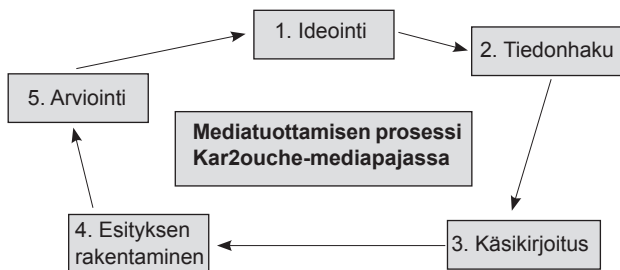 1. Ideointi
2. Tiedonhaku
5. Arviointi
Mediatuottamisen prosessi
Kar2ouche-mediapajassa
4. Esityksen
rakentaminen
3. Käsikirjoitus